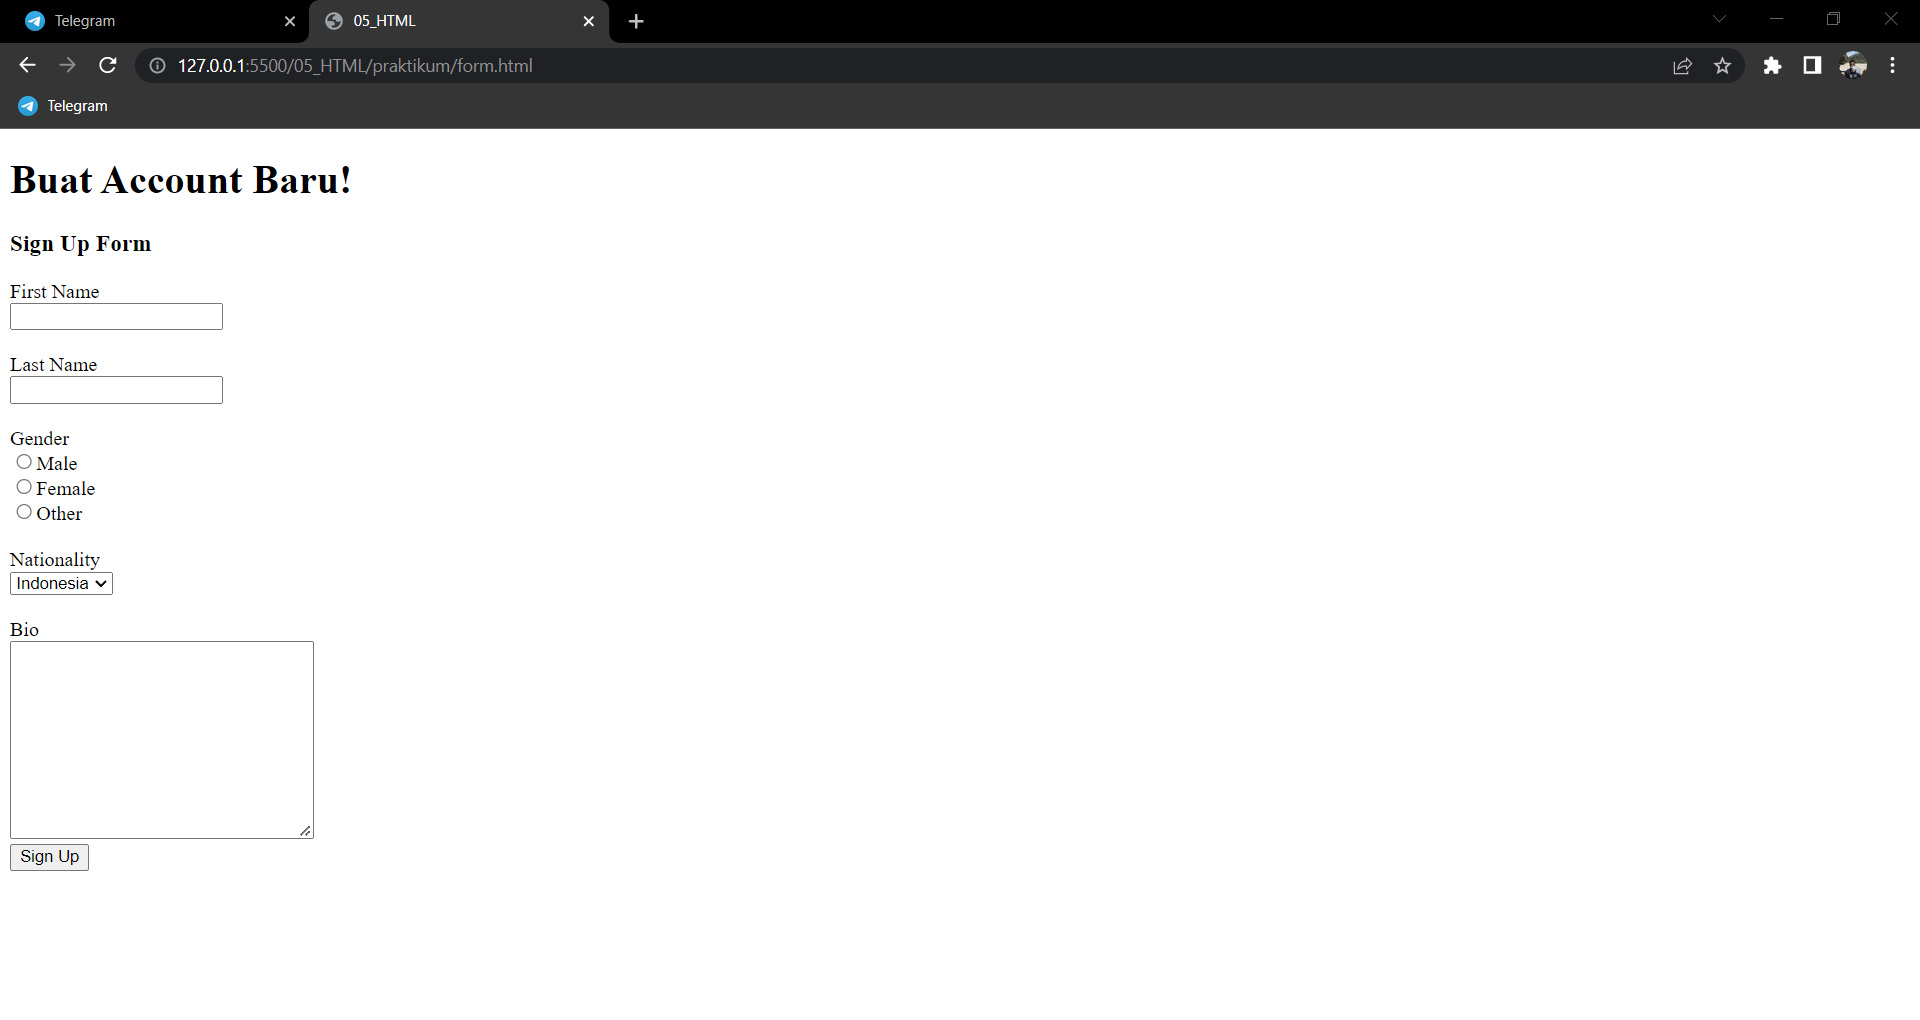 Telegram
05_HTML
127.0.0.1:5500/05_HTML/praktikum/form.html
Telegram
Buat Account Baru!
Sign Up Form
First Name
Last Name
Gender
Male
Female
Other
Nationality
Indonesia
Bio
Sign Up